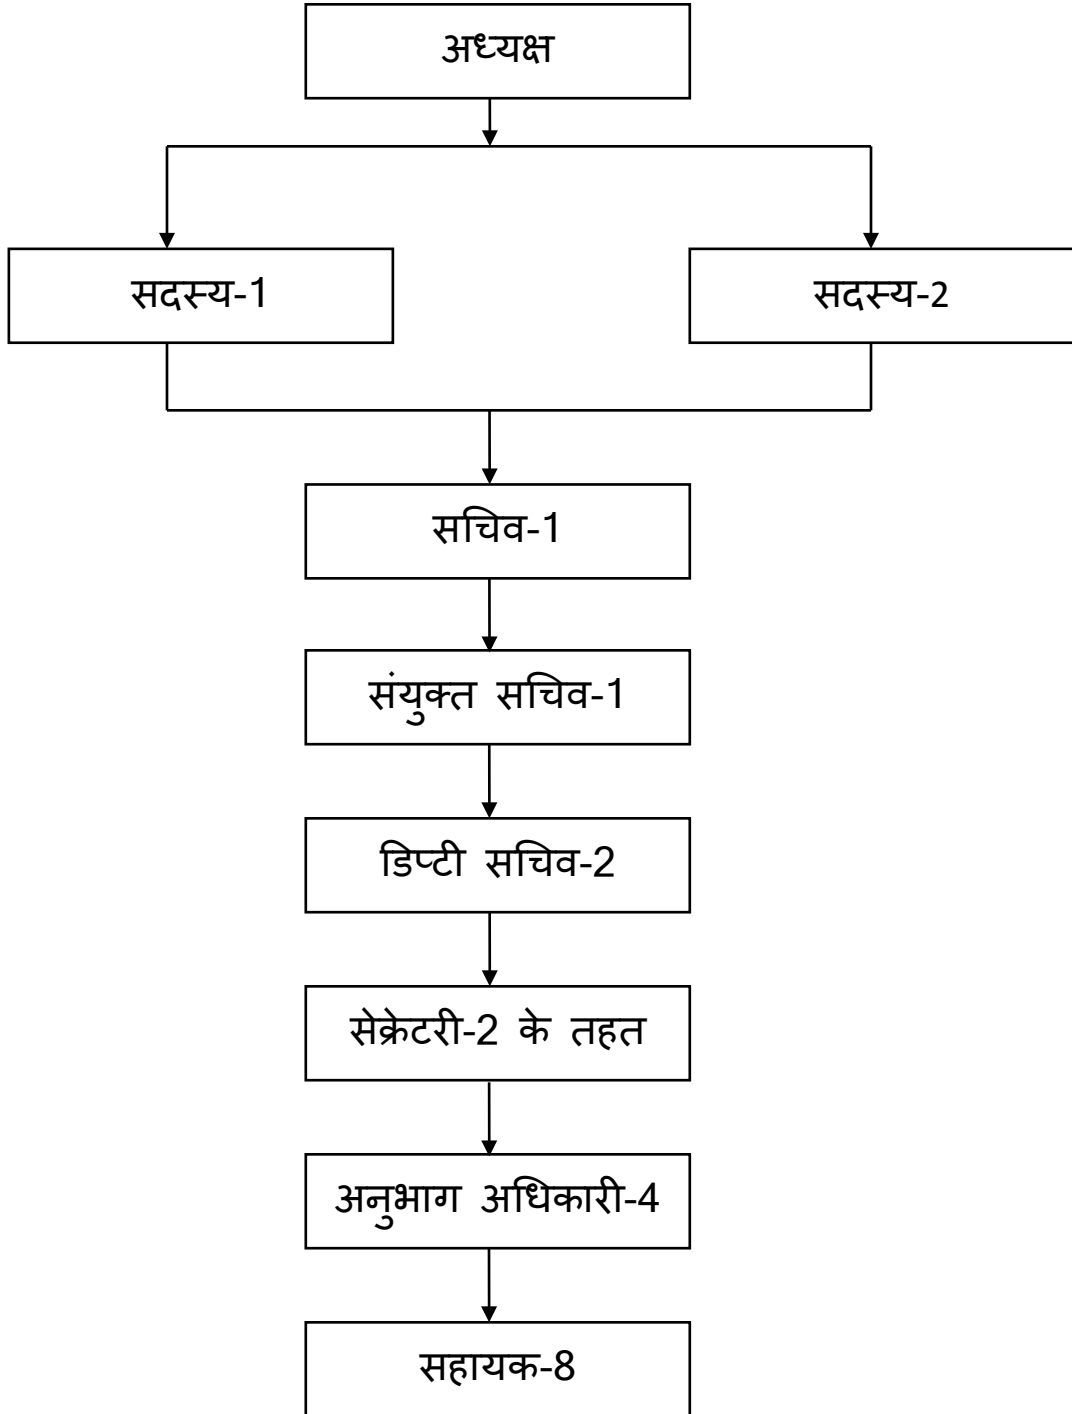 अध्यक्ष
सदस्य-1
सदस्य-2
सचिव-1
संयुक्त सचिव-1
डिप्टी सचिव-2
सेक्रेटरी-2 के तहत
अनुभाग अधिकारी-4
सहायक-8